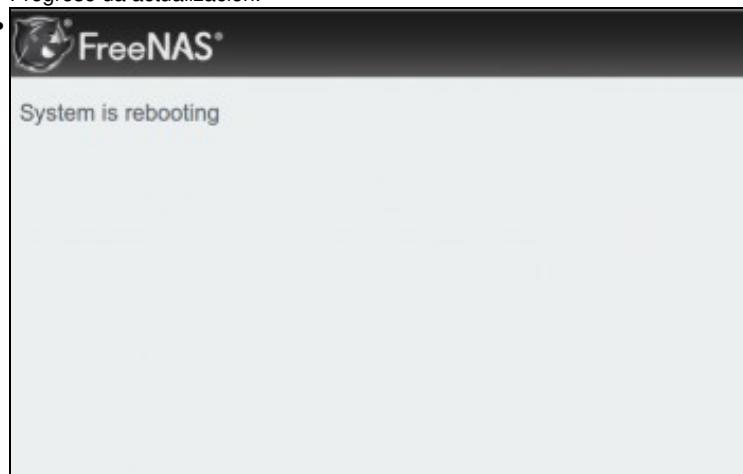 Progreso da actualización.
FreeNAS®
System is rebooting